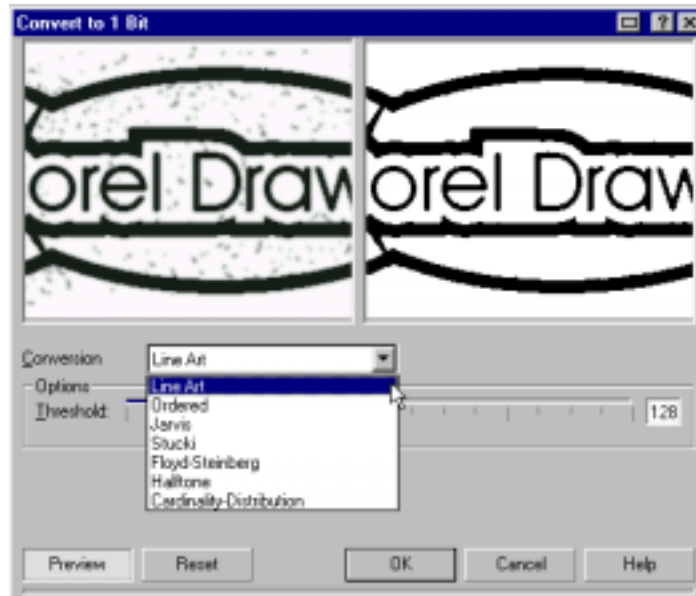 Convert to 1 Bit
orel Draw
orel Draw
Conversion
Line Art
Options
Threshold:
128
Line Art
Ordered
Jarvis
Stucki
Floyd-Steinberg
Halftone
Cardinality-Distribution
Preview
Reset
OK
Cancel
Help